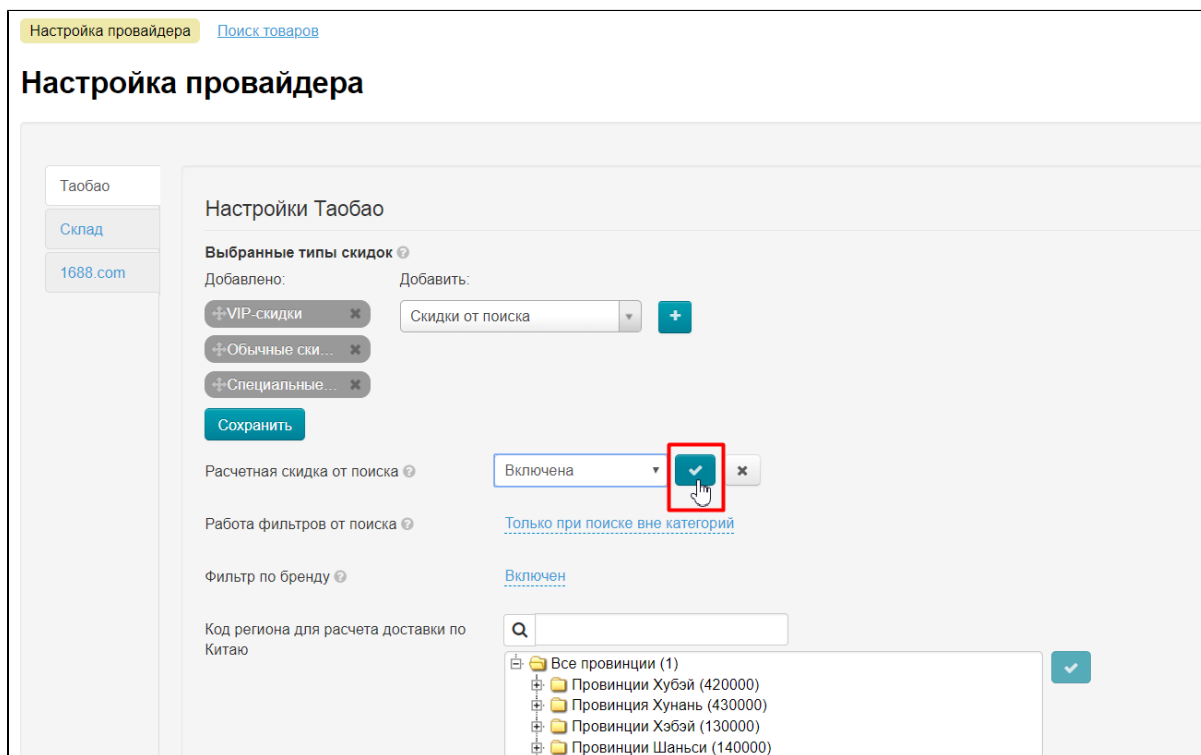 Настройка провайдера Поиск товаров
Настройка провайдера
Таобао
Склад
1688.com
Настройки Таобао
Выбранные типы скидок
Добавлено: Добавить:
VIP-скидки Скидки от поиска
Обычные ски...
Специальные...
Сохранить
Расчетная скидка от поиска Включена
Работа фильтров от поиска Только при поиске вне категорий
Фильтр по бренду Включен
Код региона для расчета доставки по
Китаю
Все провинции (1)
Провинции Хубэй (420000)
Провинция Хунань (430000)
Провинции Хэбэй (130000)
Провинции Шаньси (140000)